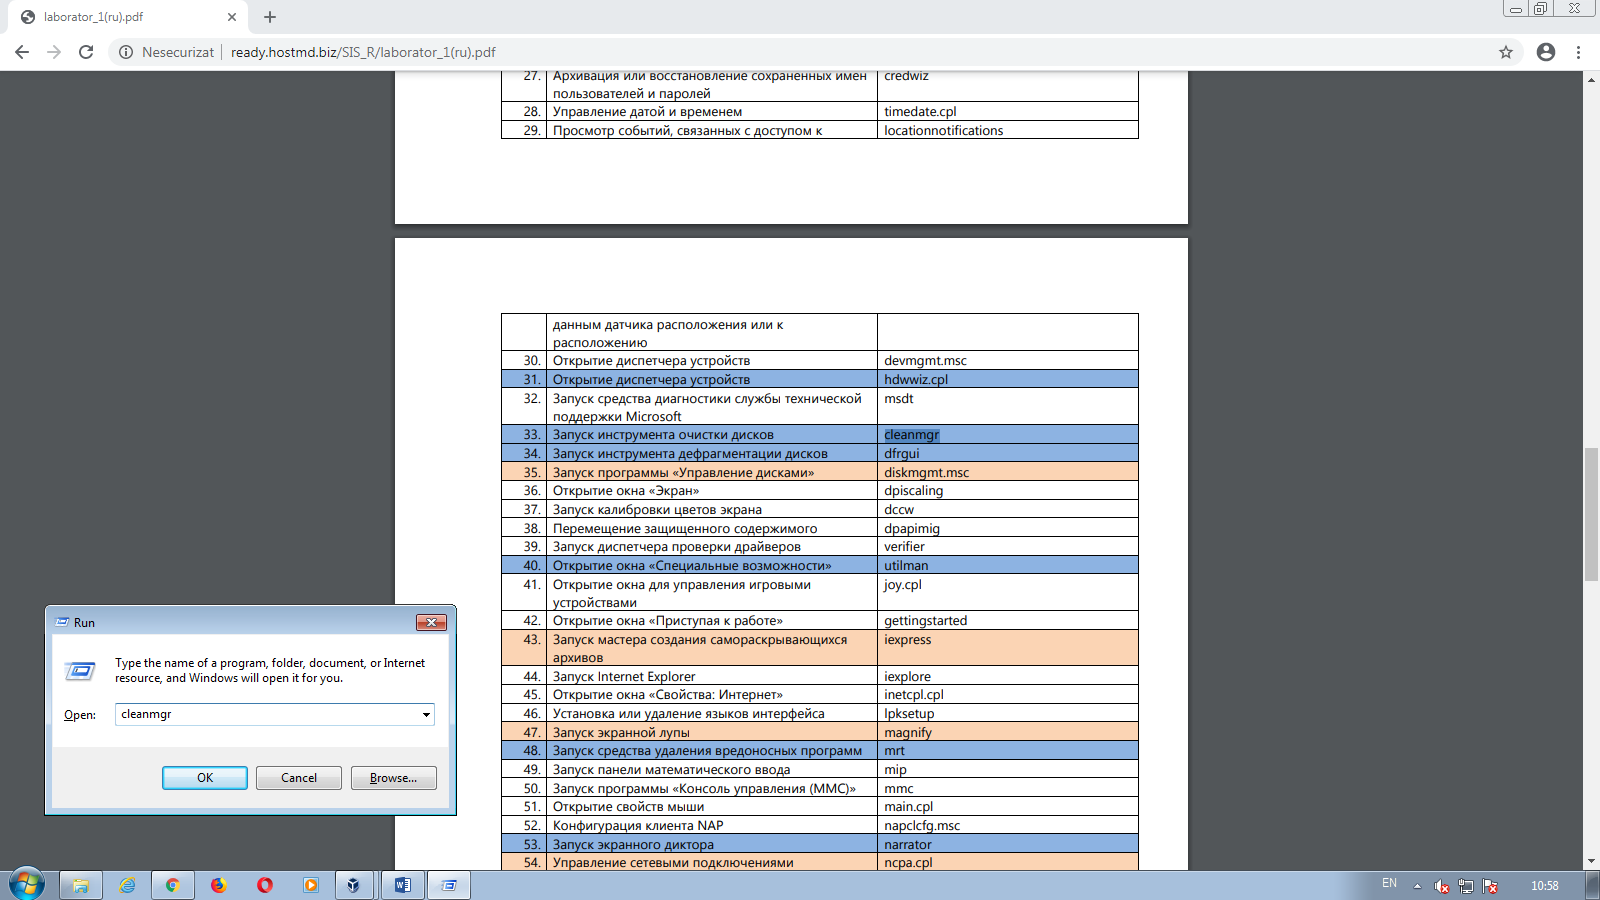 laborator_1(ru).pdf
Nesecurizat ready.hostmd.biz/SIS_R/laborator_1(ru).pdf
27. Архивация или восстановление сохраненных имен пользователей и паролей credwiz
28. Управление датой и временем timedate.cpl
29. Просмотр событий, связанных с доступом к locationnotifications
данным датчика расположения или к расположению
30. Открытие диспетчера устройств devmgmt.msc
31. Открытие диспетчера устройств hdwwiz.cpl
32. Запуск средства диагностики службы технической поддержки Microsoft msdt
33. Запуск инструмента очистки дисков cleanmgr
34. Запуск инструмента дефрагментации дисков dfrgui
35. Запуск программы «Управление дисками» diskmgmt.msc
36. Открытие окна «Экран» dpiscaling
37. Запуск калибровки цветов экрана dccw
38. Перемещение защищенного содержимого dpapimig
39. Запуск диспетчера проверки драйверов verifier
40. Открытие окна «Специальные возможности» utilman
41. Открытие окна для управления игровыми устройствами joy.cpl
42. Открытие окна «Приступая к работе» gettingstarted
43. Запуск мастера создания самораскрывающихся архивов iexpress
44. Запуск Internet Explorer iexplore
45. Открытие окна «Свойства: Интернет» inetcpl.cpl
46. Установка или удаление языков интерфейса lpksetup
47. Запуск экранной лупы magnify
48. Запуск средства удаления вредоносных программ mrt
49. Запуск панели математического ввода mip
50. Запуск программы «Консоль управления (MMC)» mmc
51. Открытие свойств мыши main.cpl
52. Конфигурация клиента NAP napclcfg.msc
53. Запуск экранного диктора narrator
54. Управление сетевыми подключениями ncpa.cpl
Run
Type the name of a program, folder, document, or Internet
resource, and Windows will open it for you.
Open: cleanmgr
OK Cancel Browse...
EN 10:58